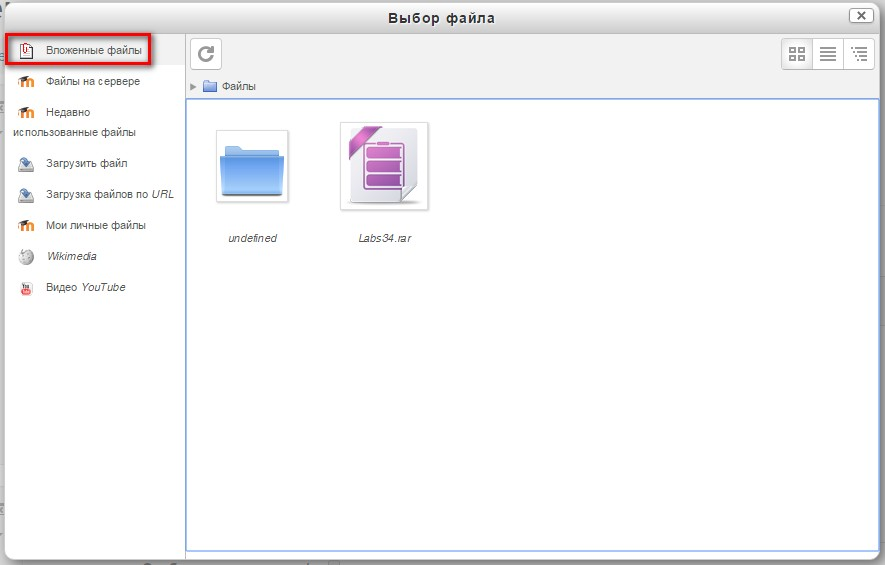 Выбор файла
Вложенные файлы
Файлы на сервере
Недавно
использованные файлы
Загрузить файл
Загрузка файлов по URL
Мои личные файлы
Wikimedia
Видео YouTube
Файлы
undefined
Labs34.rar